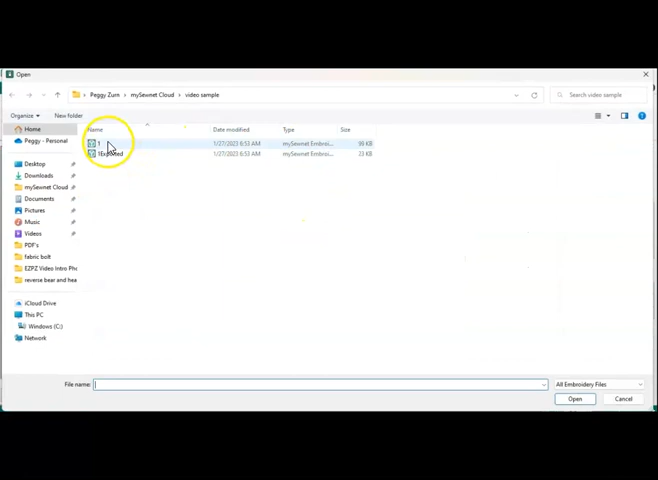 Open
Peggy Zurn > mySewnet Cloud > video sample
Search video sample
Organize
New folder
Name
Date modified
Type
Size
1
1/27/2023 6:53 AM
mySewnet Embroi...
99 KB
1/27/2023 6:53 AM
mySewnet Embroi...
23 KB
Home
Peggy - Personal
Desktop
Downloads
mySewnet Cloud
Documents
Pictures
Music
Videos
PDF's
fabric bolt
EZPZ Video Intro Pho
reverse bear and hea
iCloud Drive
This PC
Windows (C:)
Network
File name:
All Embroidery Files
Open
Cancel